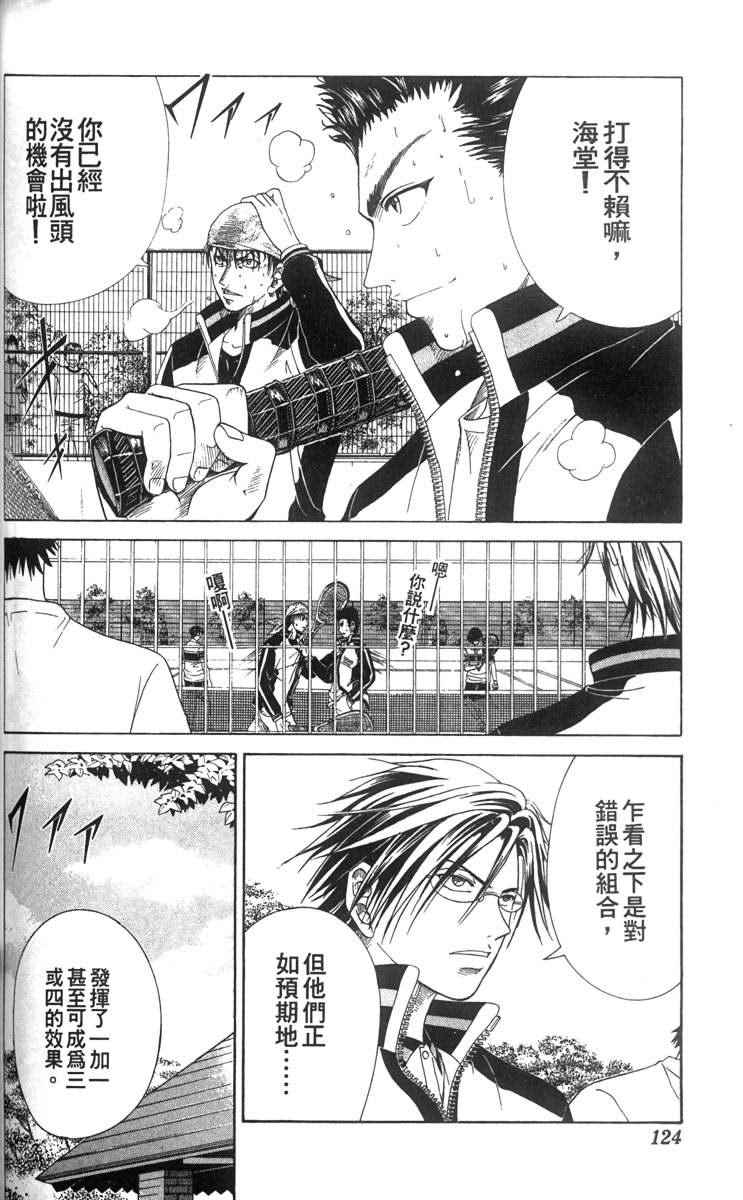 打得不賴嘛，
海堂！
你已經
沒有出風頭
的機會啦！
嗯——
你說什麼？
嗄啊——
乍看之下是對
錯誤的組合，
但他們正
如預期地……
發揮了一加一
甚至可成為三
或四的效果。
124